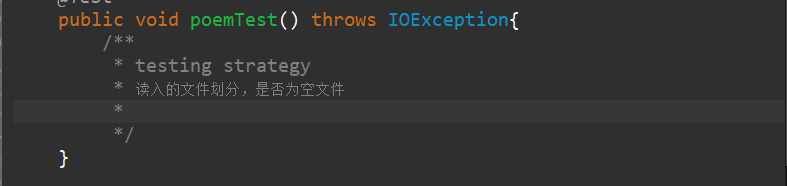 @Test
public void poemTest() throws IOException{
/**
* testing strategy
* 读入的文件划分，是否为空文件
*
*/
}